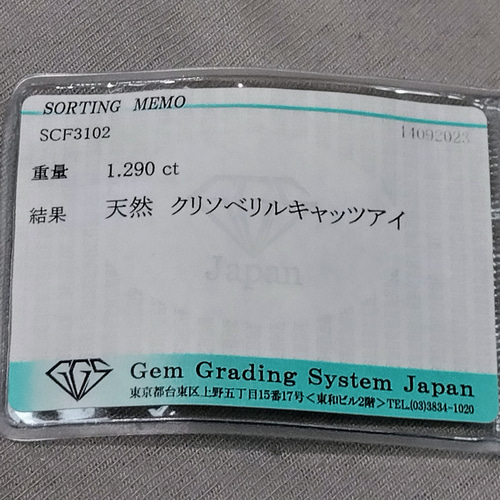 SORTING MEMO
SCF3102 14092023
重量 1.290 ct
結果 天然 クリソベリルキャッツアイ
Japan
GGS Gem Grading System Japan
東京都台東区上野五丁目15番17号<東和ビル2階>TEL.(03)3834-1020